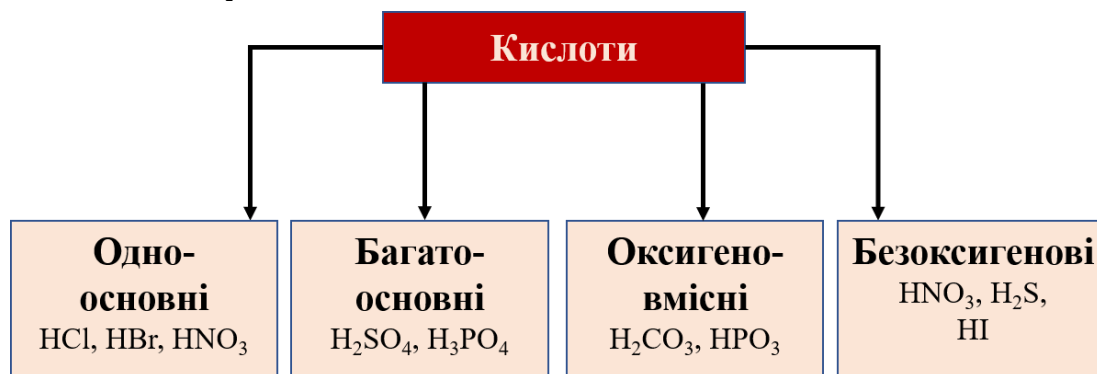 Кислоти
Одно-
основні
HCl, HBr, HNO₃
Багато-
основні
H₂SO₄, H₃PO₄
Оксигено-
вмісні
H₂CO₃, HPO₃
Безоксигенові
HNO₃, H₂S,
HI